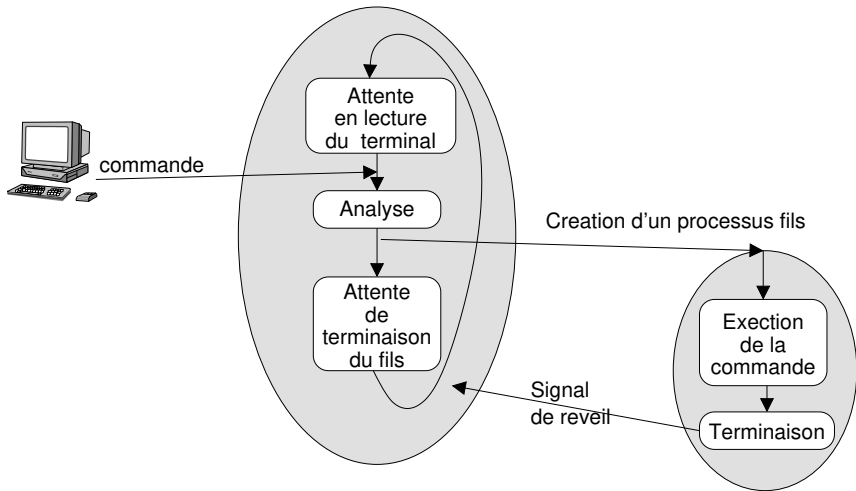 Attente
en lecture
du terminal
commande
Analyse
Creation d'un processus fils
Attente
de
terminaison
du fils
Exection
de la
commande
Signal
de reveil
Terminaison